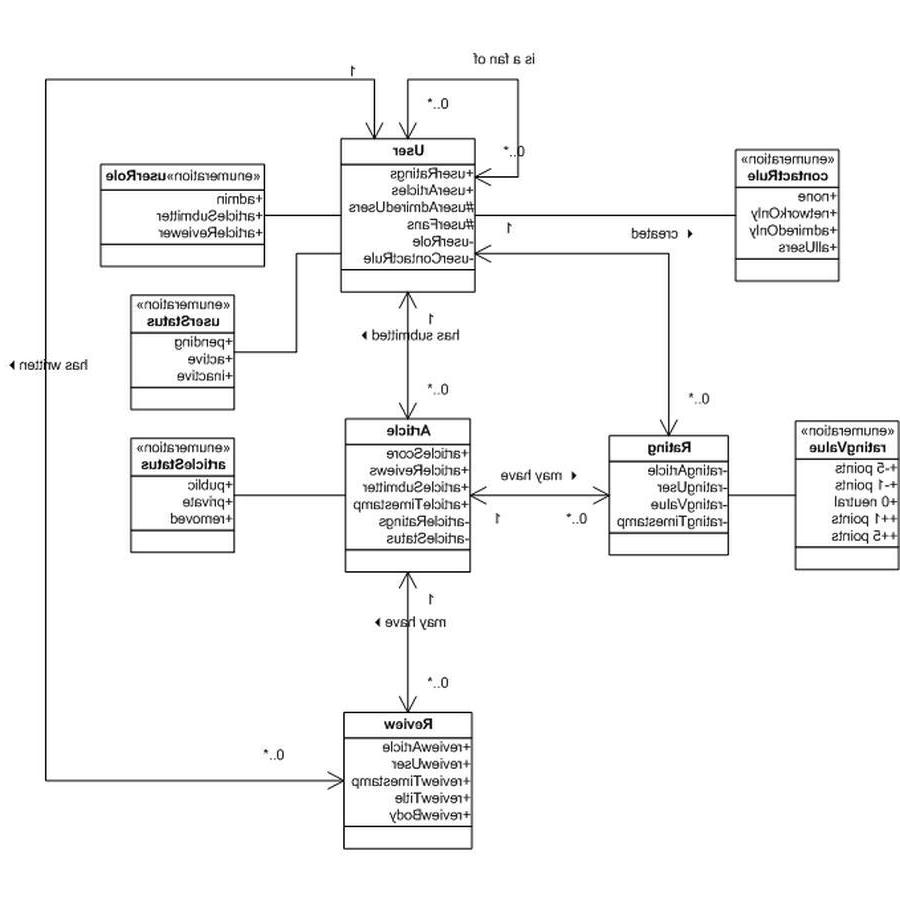 is a fan of
1
0..*
0..*
User
+userRatings
+userArticles
#userAdmiredUsers
#userFans
-userRole
-userContactRule
«enumeration»
contactRule
+none
+networkOnly
+admiredOnly
+allUsers
«enumeration»userRole
+admin
+articleSubmitter
+articleReviewer
1
created
«enumeration»
userStatus
+pending
+active
+inactive
1
has submitted
0..*
has written
0..*
«enumeration»
ratingValue
+-5 points
+-1 points
+0 neutral
++1 points
++5 points
Rating
-ratingArticle
-ratingUser
-ratingValue
-ratingTimestamp
may have
0..*
1
Article
+articleScore
+articleReviews
+articleSubmitter
+articleTimestamp
-articleRatings
-articleStatus
«enumeration»
articleStatus
+public
+private
+removed
1
may have
0..*
0..*
Review
+reviewArticle
+reviewUser
+reviewTimestamp
+reviewTitle
+reviewBody